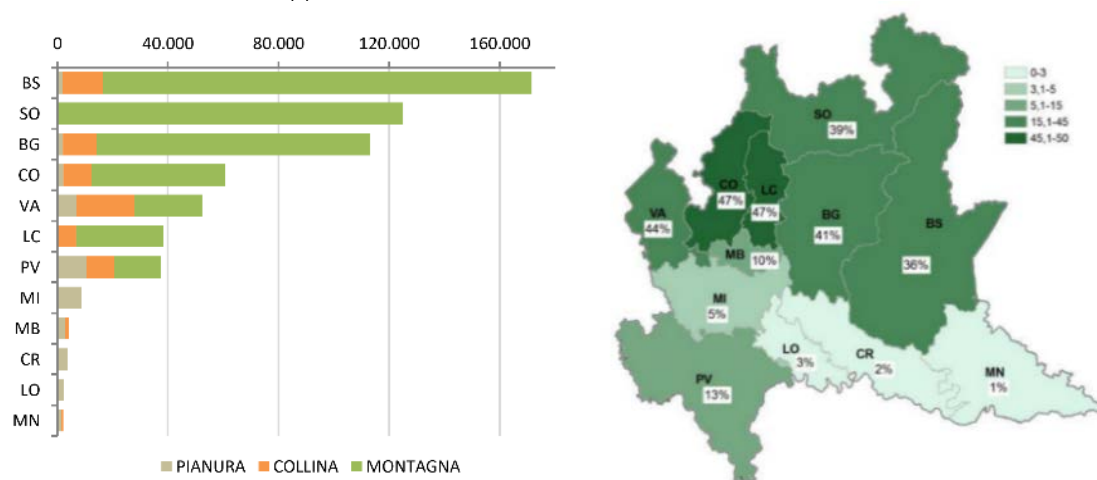 0 40.000 80.000 120.000 160.000
BS
SO
BG
CO
VA
LC
PV
MI
MB
CR
LO
MN
PIANURA COLLINA MONTAGNA
0-3
3,1-5
5,1-15
15,1-45
45,1-50
SO
39%
CO
47%
LC
47%
VA
44%
BG
41%
BS
36%
MB
10%
MI
5%
LO
3%
CR
2%
MN
1%
PV
13%